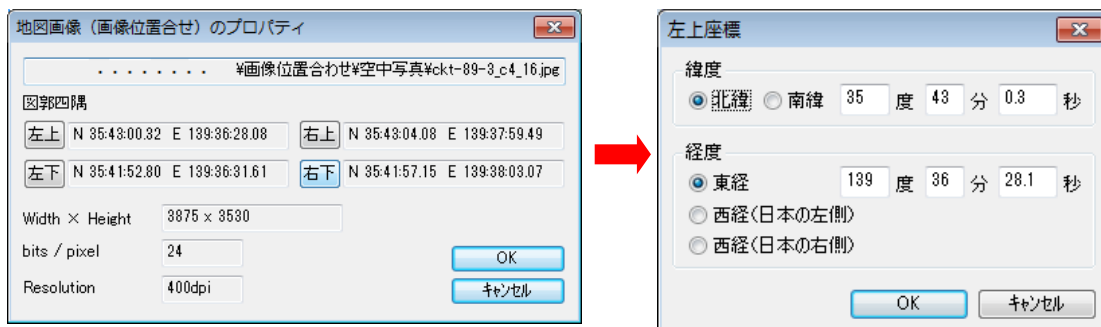 地図画像（画像位置合せ）のプロパティ
・・・・・・・・ ¥画像位置合わせ¥空中写真¥ckt-89-3_c4_16.jpg
図郭四隅
左上 N 35:43:00.32 E 139:36:28.08 右上 N 35:43:04.08 E 139:37:59.49
左下 N 35:41:52.80 E 139:36:31.61 右下 N 35:41:57.15 E 139:38:03.07
Width × Height 3875 x 3530
bits / pixel 24
Resolution 400dpi
OK
キャンセル
左上座標
緯度
北緯 南緯 35 度 43 分 0.3 秒
経度
東経 139 度 36 分 28.1 秒
西経(日本の左側)
西経(日本の右側)
OK キャンセル